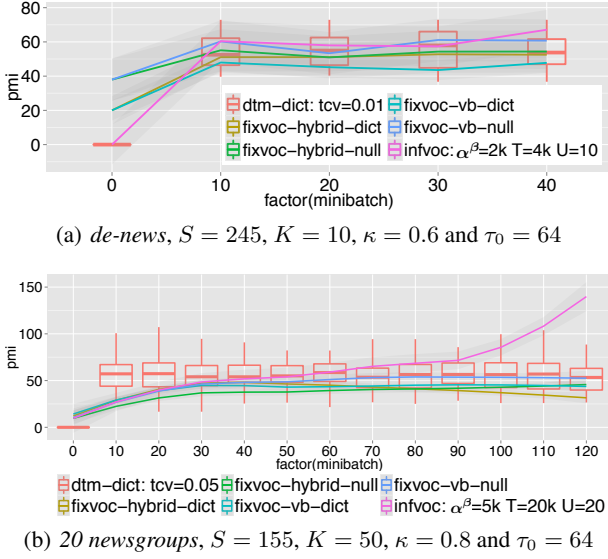 80
60
40
20
0
pmi
dtm-dict: tcv=0.01 fixvoc-vb-dict
fixvoc-hybrid-dict fixvoc-vb-null
fixvoc-hybrid-null infvoc: αᵝ=2k T=4k U=10
0 10 20 30 40
factor(minibatch)
(a) de-news, S = 245, K = 10, κ = 0.6 and τ₀ = 64
150
100
50
0
pmi
0 10 20 30 40 50 60 70 80 90 100 110 120
factor(minibatch)
dtm-dict: tcv=0.05 fixvoc-hybrid-null fixvoc-vb-null
fixvoc-hybrid-dict fixvoc-vb-dict infvoc: αᵝ=5k T=20k U=20
(b) 20 newsgroups, S = 155, K = 50, κ = 0.8 and τ₀ = 64